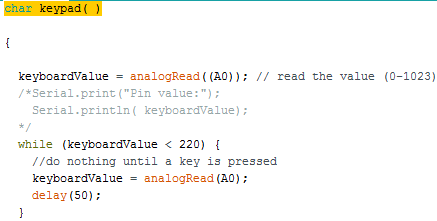 char keypad( )
{
keyboardValue = analogRead((A0)); // read the value (0-1023)
/*Serial.print("Pin value:");
Serial.println( keyboardValue);
*/
while (keyboardValue < 220) {
//do nothing until a key is pressed
keyboardValue = analogRead(A0);
delay(50);
}